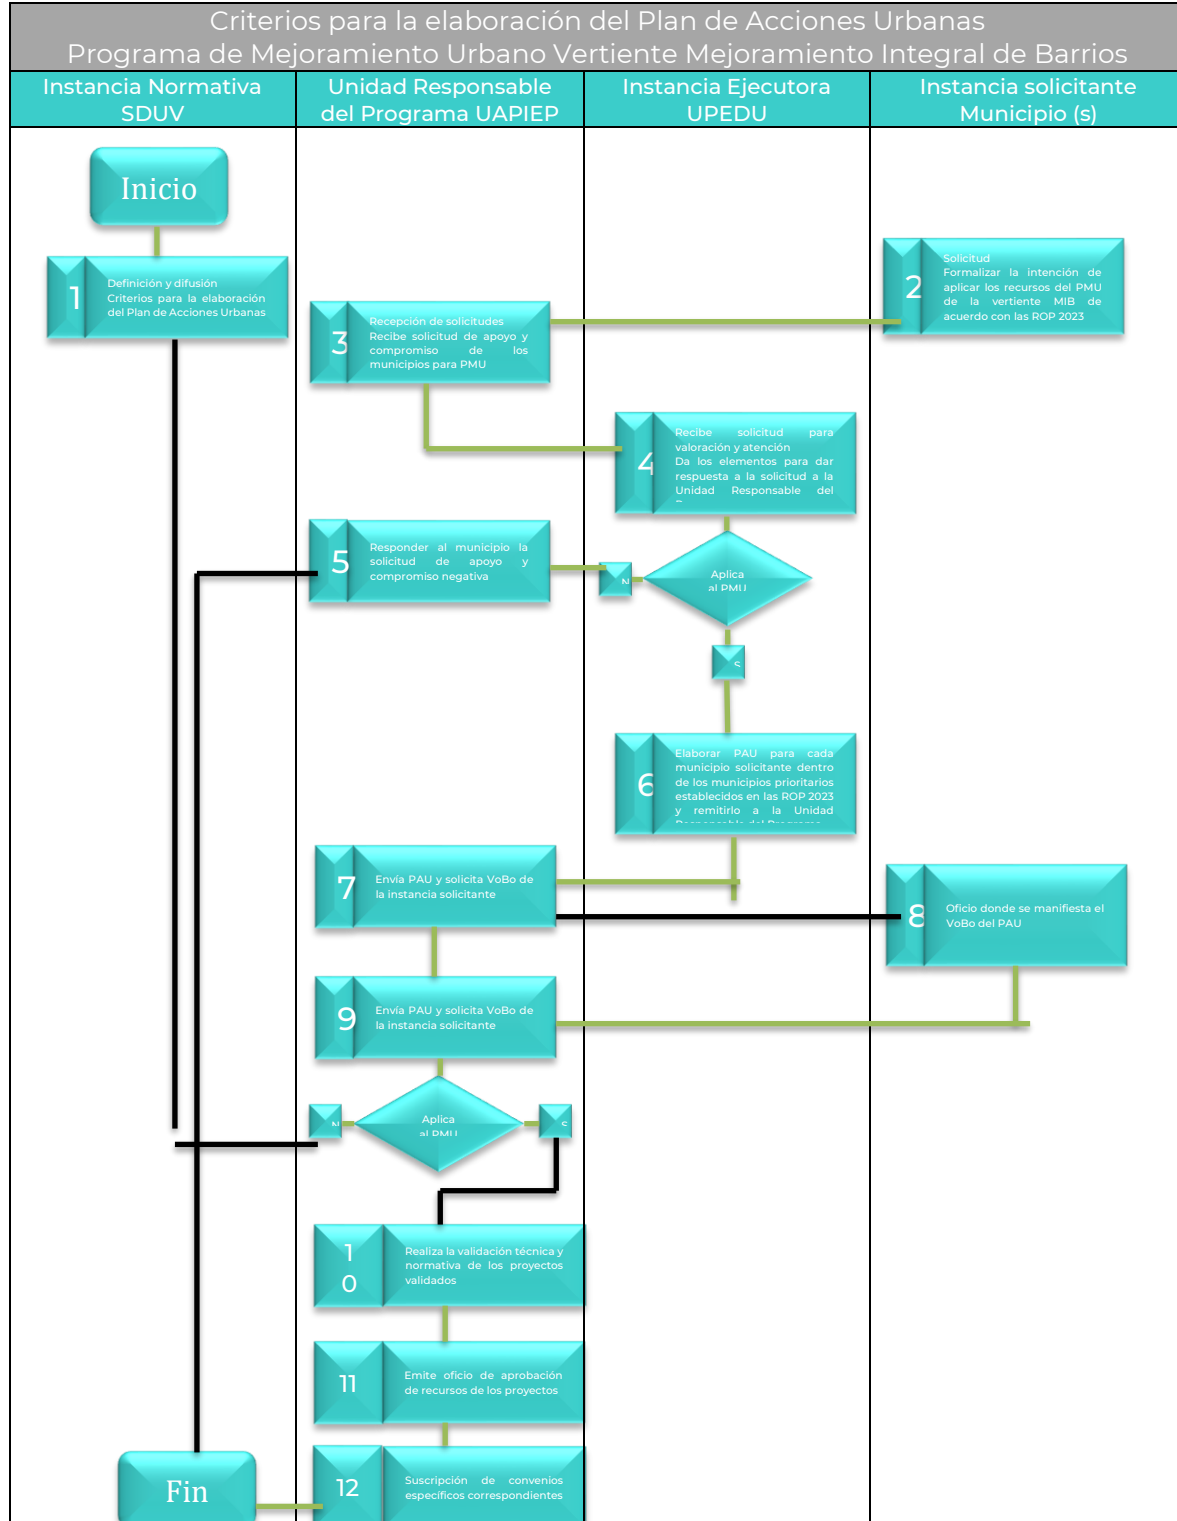 Criterios para la elaboración del Plan de Acciones Urbanas
Programa de Mejoramiento Urbano Vertiente Mejoramiento Integral de Barrios
Instancia Normativa
SDUV
Unidad Responsable
del Programa UAPIEP
Instancia Ejecutora
UPEDU
Instancia solicitante
Municipio (s)
Inicio
1
Definición y difusión
Criterios para la elaboración
del Plan de Acciones Urbanas
2
Solicitud
Formalizar la intención de
aplicar los recursos del PMU
de la vertiente MIB de
acuerdo con las ROP 2023
3
Recepción de solicitudes
Recibe solicitud de apoyo y
compromiso de los
municipios para PMU
4
Recibe solicitud para
valoración y atención
Da los elementos para dar
respuesta a la solicitud a la
Unidad Responsable del
5
Responder al municipio la
solicitud de apoyo y
compromiso negativa
Aplica
al PMU
N
S
6
Elaborar PAU para cada
municipio solicitante dentro
de los municipios prioritarios
establecidos en las ROP 2023
y remitirlo a la Unidad
Responsable del Programa
7
Envía PAU y solicita VoBo de
la instancia solicitante
8
Oficio donde se manifiesta el
VoBo del PAU
9
Envía PAU y solicita VoBo de
la instancia solicitante
N
Aplica
al PMU
S
1
0
Realiza la validación técnica y
normativa de los proyectos
validados
11
Emite oficio de aprobación
de recursos de los proyectos
12
Suscripción de convenios
específicos correspondientes
Fin